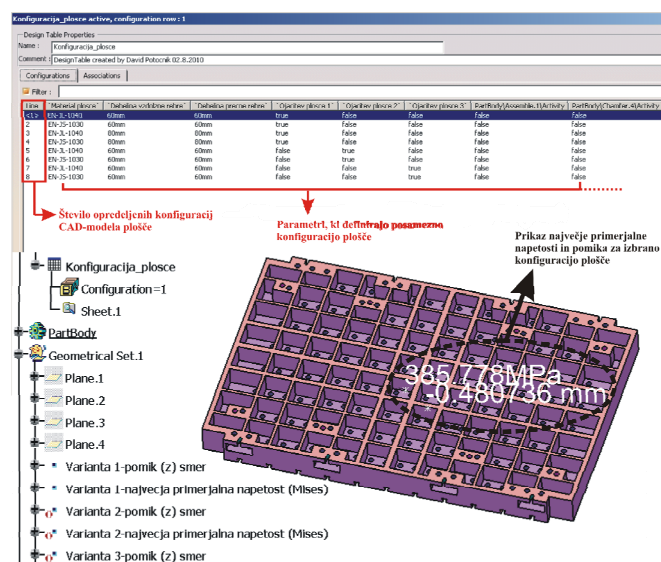 Konfiguracija_plosce active, configuration row : 1
Design Table Properties
Name : Konfiguracija_plosce
Comment : DesignTable created by David Potocnik 02.8.2010
Configurations Associations
Filter :
Line `Material plosce` `Debelina vzdolzne rebre` `Debelina precne rebre` `Ojaritev plosce 1` `Ojaritev plosce 2` `Ojaritev plosce 3` PartBody\Assemble.1\Activity PartBody\Chamfer.4\Activity
<1> EN-JL-1040 60mm 60mm true false false false false
2 EN-JS-1030 60mm 60mm true false false false false
3 EN-JL-1040 80mm 80mm true false false false false
4 EN-JS-1030 80mm 80mm true false false false false
5 EN-JL-1040 60mm 60mm false true false false false
6 EN-JS-1030 60mm 60mm false true false false false
7 EN-JL-1040 60mm 60mm false false true false false
8 EN-JS-1030 60mm 60mm false false true false false
Število opredeljenih konfiguracij
CAD-modela plošče
Parametri, ki definirajo posamezno
konfiguracijo plošče
Prikaz največje primerjalne
napetosti in pomika za izbrano
konfiguracijo plošče
Konfiguracija_plosce
Configuration=1
Sheet.1
PartBody
Geometrical Set.1
Plane.1
Plane.2
Plane.3
Plane.4
Varianta 1-pomik (z) smer
Varianta 1-najvecja primerjalna napetost (Mises)
Varianta 2-pomik (z) smer
Varianta 2-najvecja primerjalna napetost (Mises)
Varianta 3-pomik (z) smer
385.778MPa
-0.480736 mm